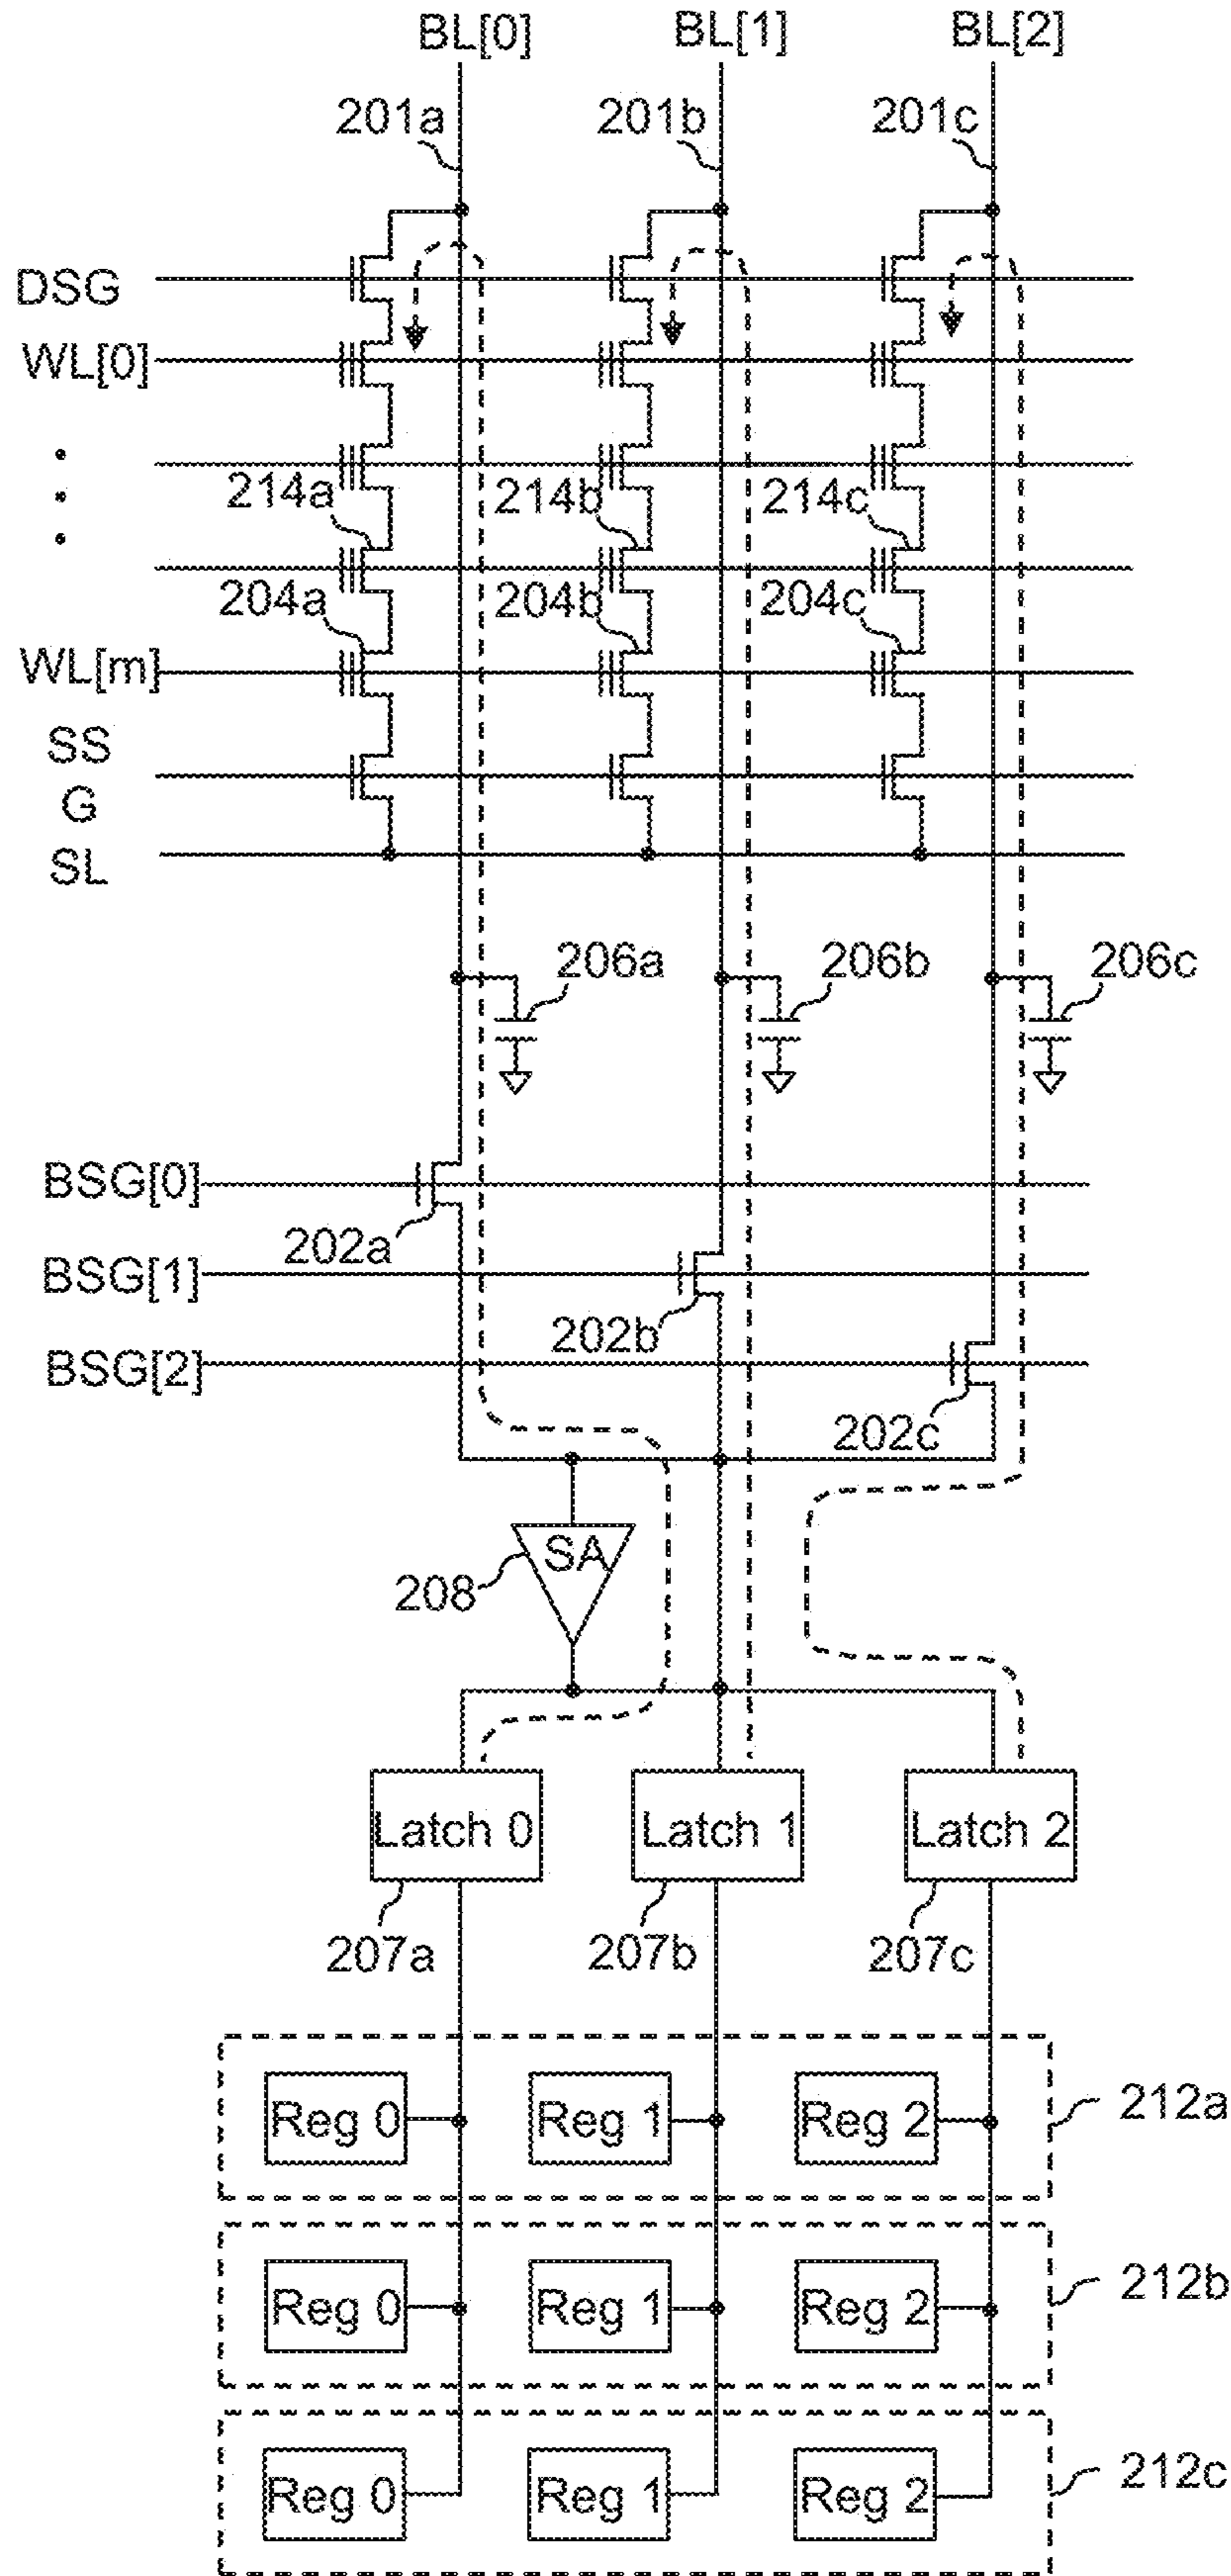 BL[0] BL[1] BL[2]
201a 201b 201c
DSG
WL[0]
214a 214b 214c
204a 204b 204c
WL[m]
SS
G
SL
206a 206b 206c
BSG[0]
202a
BSG[1]
202b
BSG[2]
202c
SA
208
Latch 0 Latch 1 Latch 2
207a 207b 207c
Reg 0 Reg 1 Reg 2 212a
Reg 0 Reg 1 Reg 2 212b
Reg 0 Reg 1 Reg 2 212c